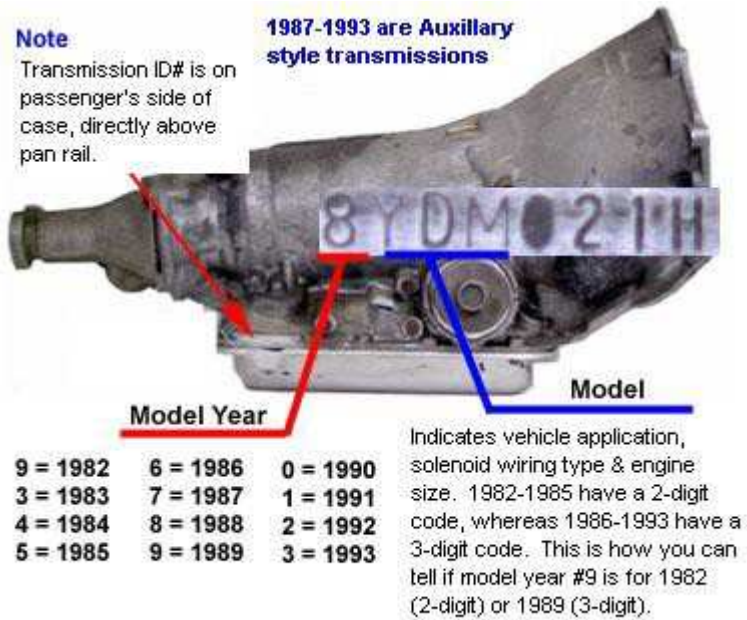 Note
Transmission ID# is on
passenger's side of
case, directly above
pan rail.
1987-1993 are Auxillary
style transmissions
8YDM021H
Model Year
9 = 1982 6 = 1986 0 = 1990
3 = 1983 7 = 1987 1 = 1991
4 = 1984 8 = 1988 2 = 1992
5 = 1985 9 = 1989 3 = 1993
Model
Indicates vehicle application,
solenoid wiring type & engine
size. 1982-1985 have a 2-digit
code, whereas 1986-1993 have a
3-digit code. This is how you can
tell if model year #9 is for 1982
(2-digit) or 1989 (3-digit).